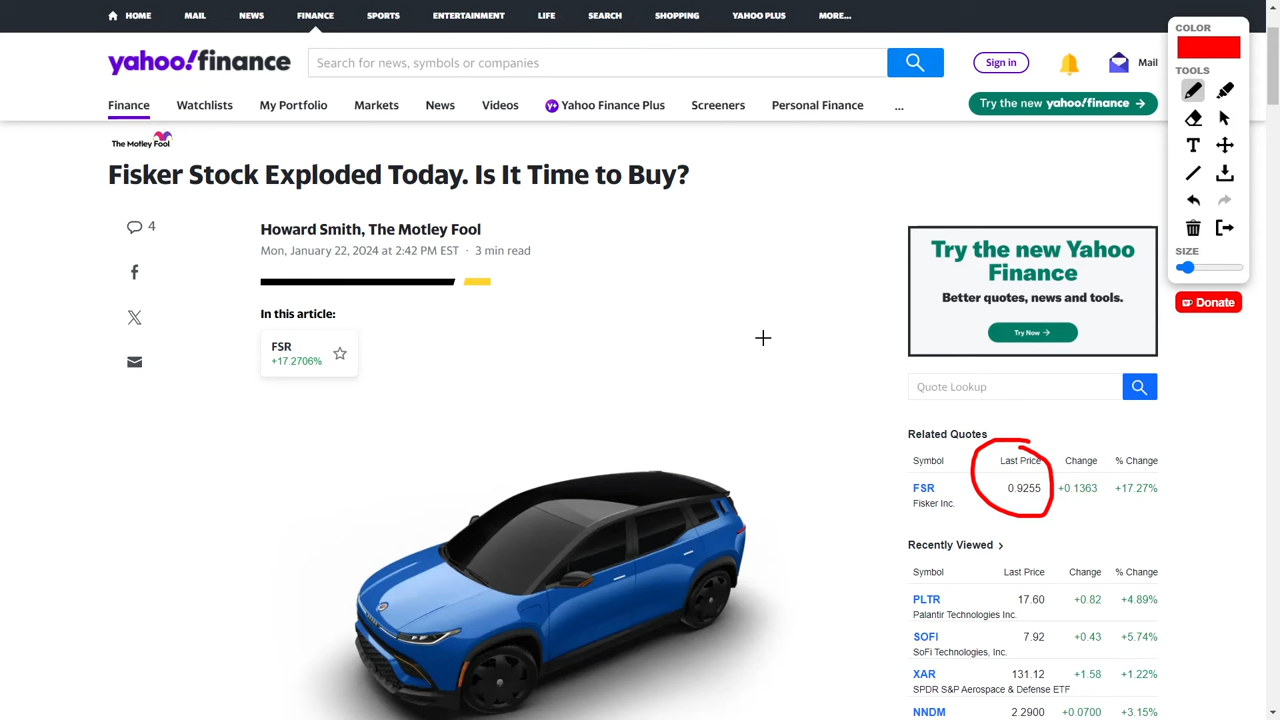 HOME MAIL NEWS FINANCE SPORTS ENTERTAINMENT LIFE SEARCH SHOPPING YAHOO PLUS MORE...
COLOR
TOOLS
T
SIZE
Donate
yahoo!finance
Search for news, symbols or companies
Sign in
Mail
Finance Watchlists My Portfolio Markets News Videos Y+ Yahoo Finance Plus Screeners Personal Finance ...
Try the new yahoo!finance →
The Motley Fool
Fisker Stock Exploded Today. Is It Time to Buy?
4
Howard Smith, The Motley Fool
Mon, January 22, 2024 at 2:42 PM EST · 3 min read
In this article:
FSR
+17.2706%
Try the new Yahoo
Finance
Better quotes, news and tools.
Try Now →
Quote Lookup
Related Quotes
Symbol Last Price Change % Change
FSR 0.9255 +0.1363 +17.27%
Fisker Inc.
Recently Viewed
Symbol Last Price Change % Change
PLTR 17.60 +0.82 +4.89%
Palantir Technologies Inc.
SOFI 7.92 +0.43 +5.74%
SoFi Technologies, Inc.
XAR 131.12 +1.58 +1.22%
SPDR S&P Aerospace & Defense ETF
NNDM 2.2900 +0.0700 +3.15%